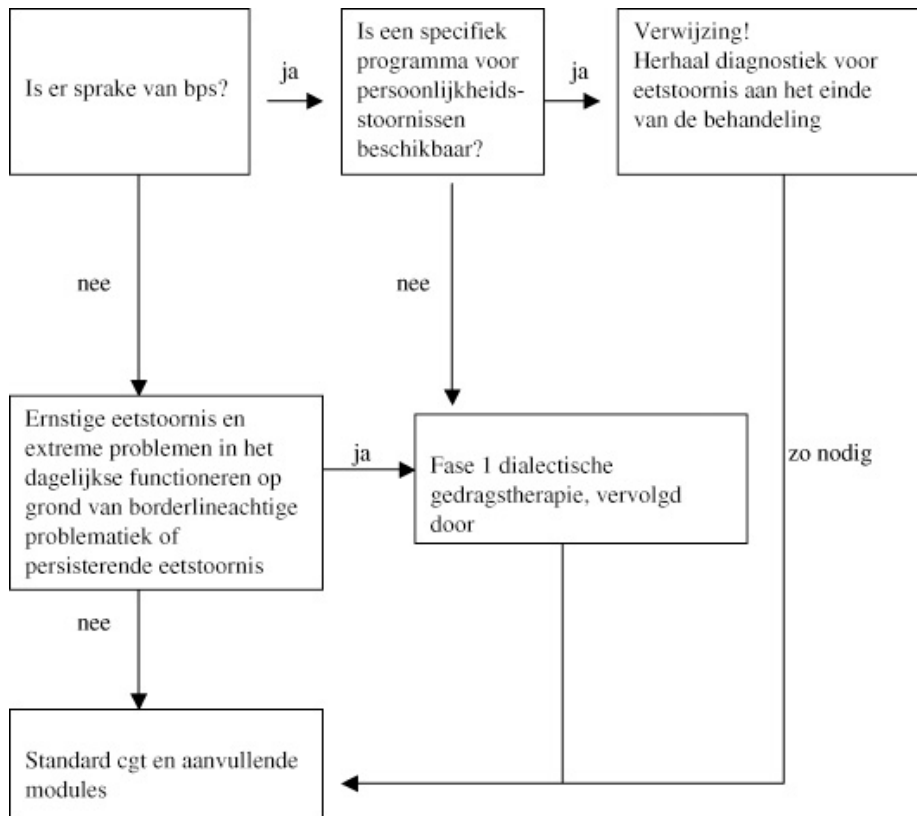 Is er sprake van bps?
ja
Is een specifiek
programma voor
persoonlijkheids-
stoornissen
beschikbaar?
ja
Verwijzing!
Herhaal diagnostiek voor
eetstoornis aan het einde
van de behandeling
nee
nee
Ernstige eetstoornis en
extreme problemen in het
dagelijkse functioneren op
grond van borderlineachtige
problematiek of
persisterende eetstoornis
ja
Fase 1 dialectische
gedragstherapie, vervolgd
door
zo nodig
nee
Standard cgt en aanvullende
modules